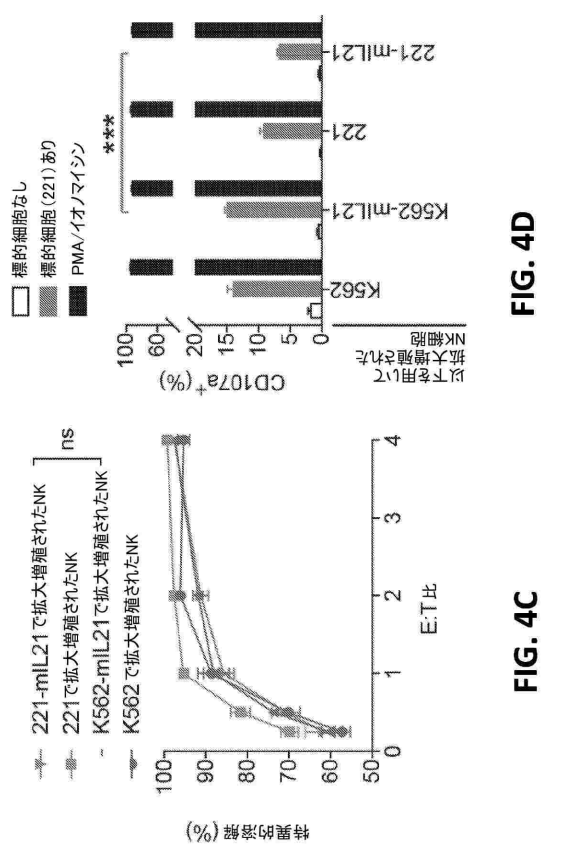 221-mIL21で拡大増殖されたNK
221で拡大増殖されたNK
K562-mIL21で拡大増殖されたNK
K562で拡大増殖されたNK
ns
特異的溶解 (%)
100
90
80
70
60
50
0
1
2
3
4
E:T 比
FIG. 4C
標的細胞なし
標的細胞(221)あり
PMA/イオノマイシン
***
CD107a+(%)
100
60
20
15
10
5
0
K562
K562-mIL21
221
221-mIL21
以下を用いて
拡大増殖された
NK細胞
FIG. 4D